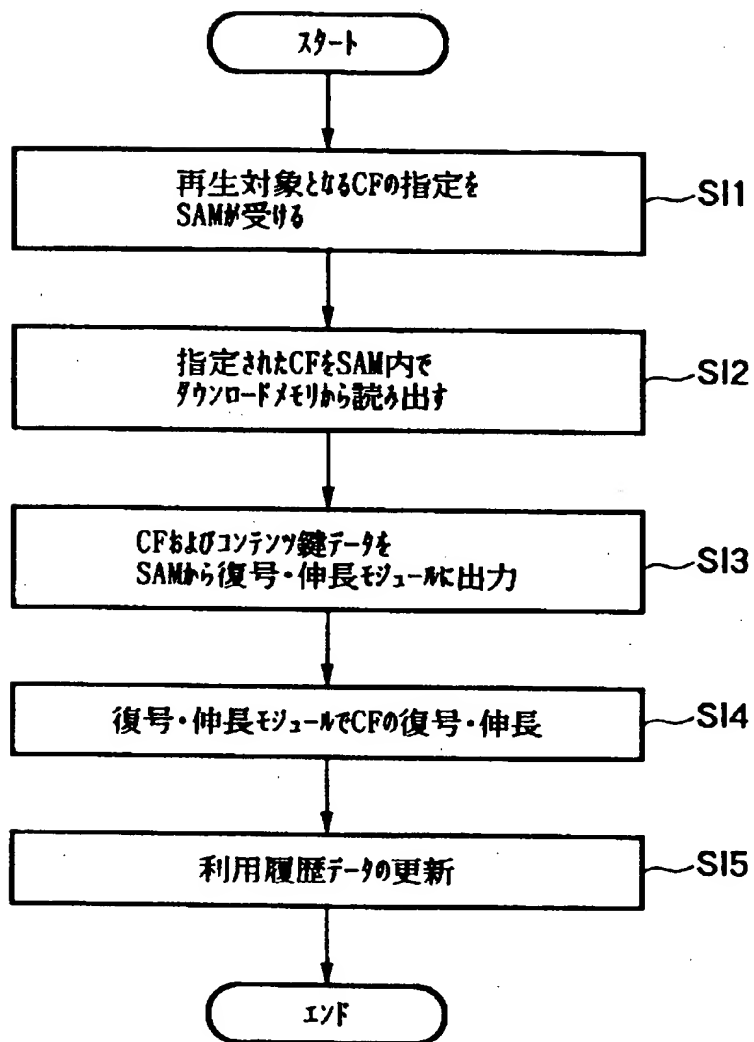 スタート
再生対象となるCFの指定を
SAMが受ける
SI1
指定されたCFをSAM内で
ダウンロードメモリから読み出す
SI2
CFおよびコンテンツ鍵データを
SAMから復号・伸長モジュールに出力
SI3
復号・伸長モジュールでCFの復号・伸長
SI4
利用履歴データの更新
SI5
エンド